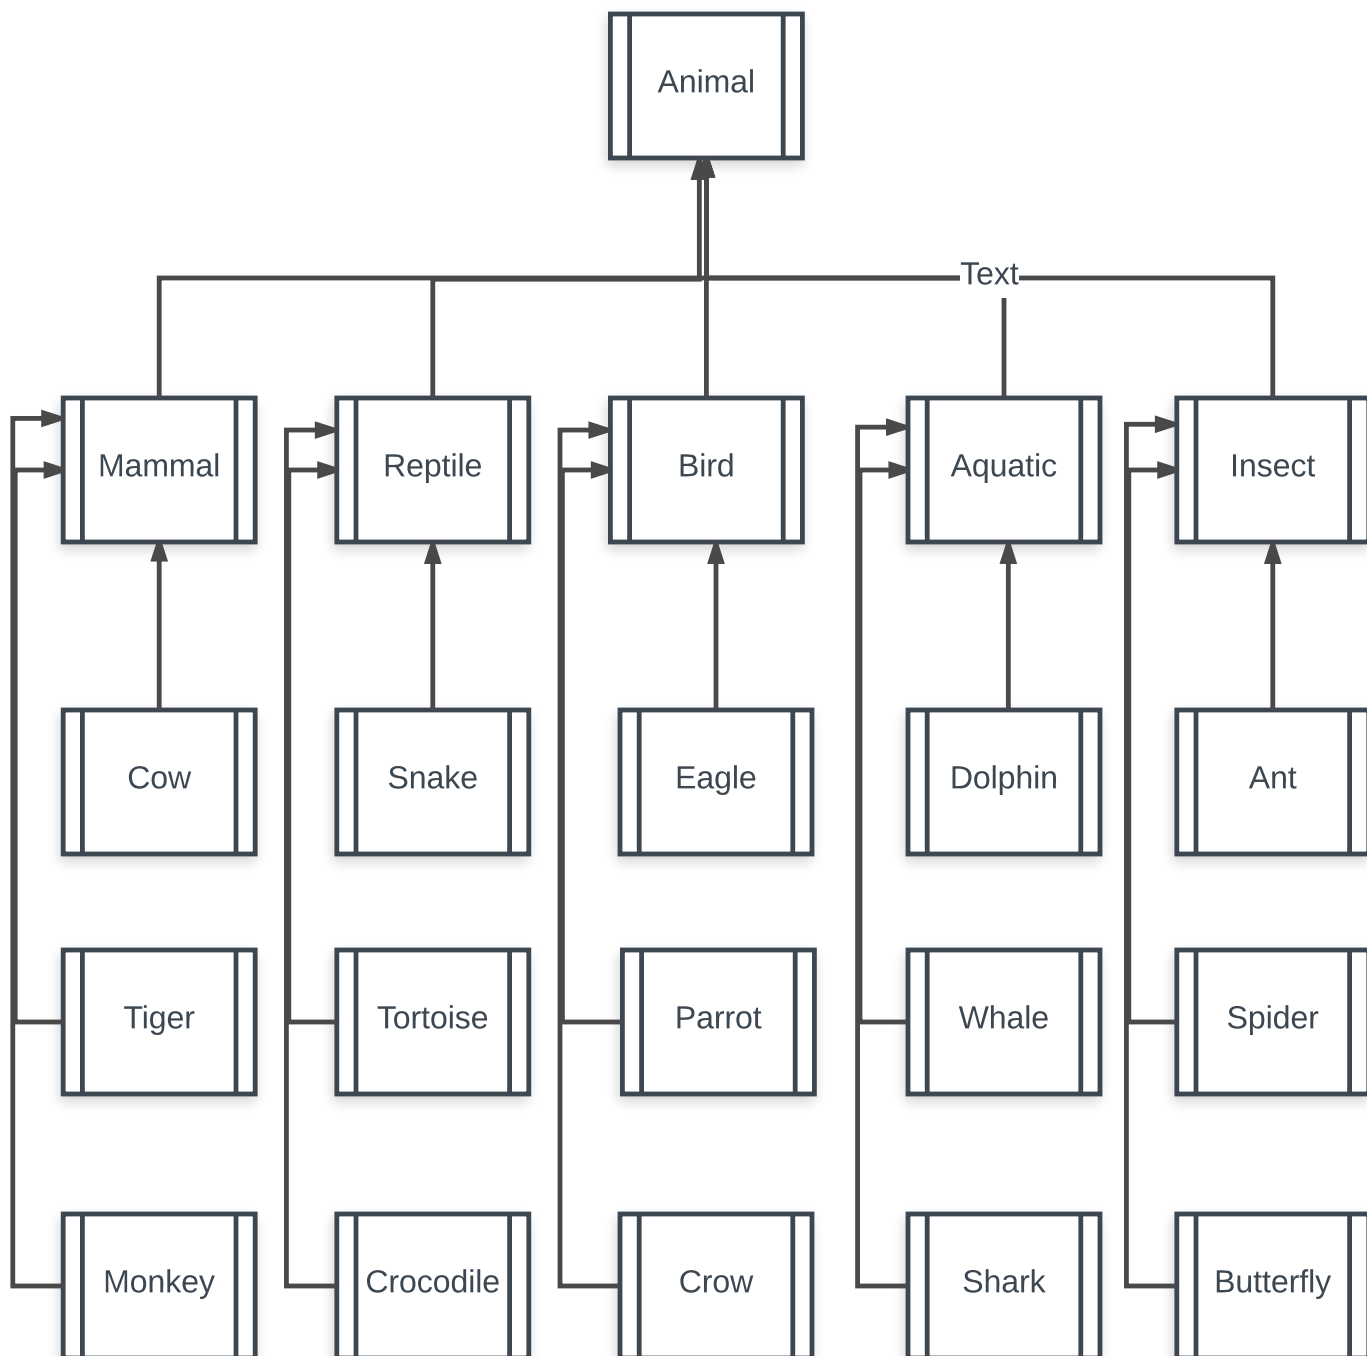 Animal
Text
Mammal
Reptile
Bird
Aquatic
Insect
Cow
Snake
Eagle
Dolphin
Ant
Tiger
Tortoise
Parrot
Whale
Spider
Monkey
Crocodile
Crow
Shark
Butterfly